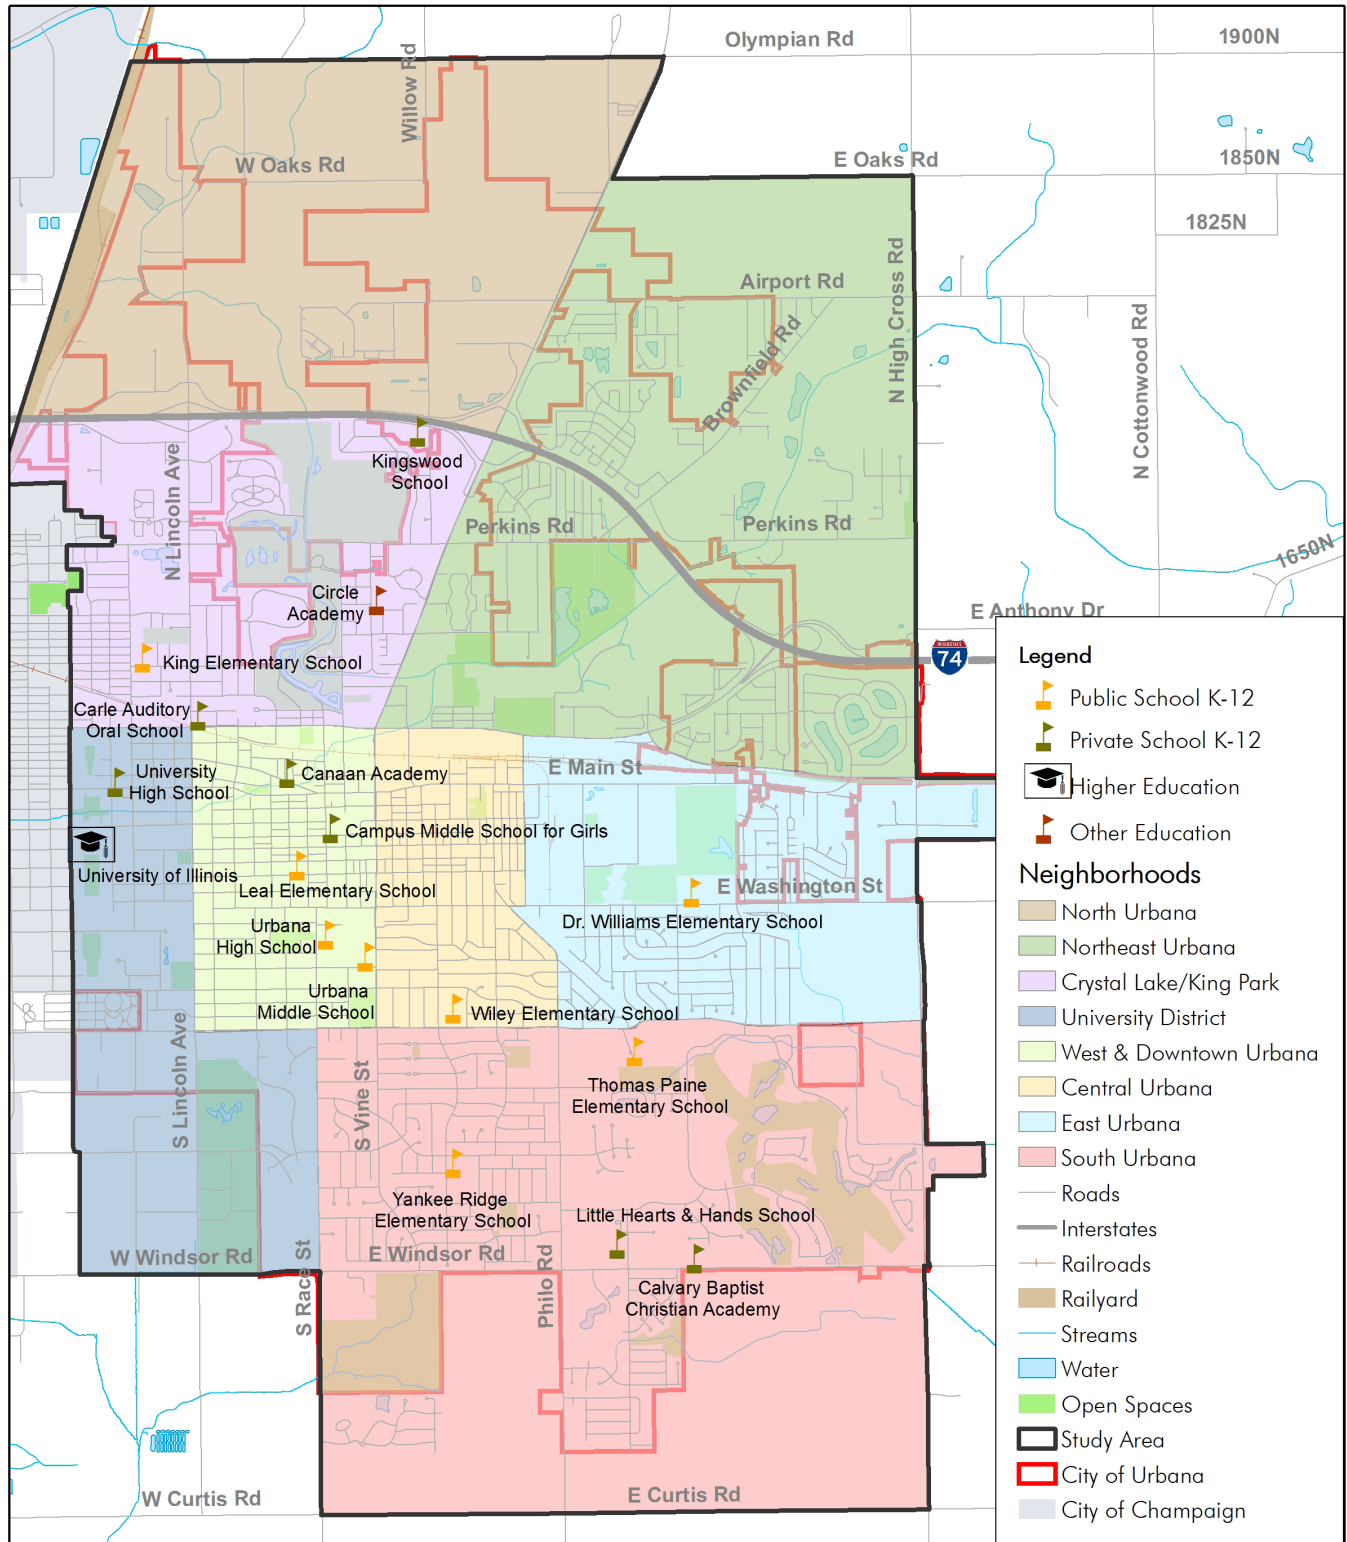 Olympian Rd
1900N
Willow Rd
W Oaks Rd
E Oaks Rd
1850N
1825N
Airport Rd
N High Cross Rd
Brownfield Rd
N Cottonwood Rd
Kingswood
School
N Lincoln Ave
Perkins Rd
Perkins Rd
1650N
Circle
Academy
E Anthony Dr
King Elementary School
INTERSTATE
74
Carle Auditory
Oral School
University
High School
Canaan Academy
E Main St
Campus Middle School for Girls
University of Illinois
Leal Elementary School
E Washington St
Urbana
High School
Dr. Williams Elementary School
Urbana
Middle School
Wiley Elementary School
S Lincoln Ave
S Vine St
Thomas Paine
Elementary School
Yankee Ridge
Elementary School
Little Hearts & Hands School
W Windsor Rd
E Windsor Rd
S Race St
Philo Rd
Calvary Baptist
Christian Academy
W Curtis Rd
E Curtis Rd
Legend
Public School K-12
Private School K-12
Higher Education
Other Education
Neighborhoods
North Urbana
Northeast Urbana
Crystal Lake/King Park
University District
West & Downtown Urbana
Central Urbana
East Urbana
South Urbana
Roads
Interstates
Railroads
Railyard
Streams
Water
Open Spaces
Study Area
City of Urbana
City of Champaign